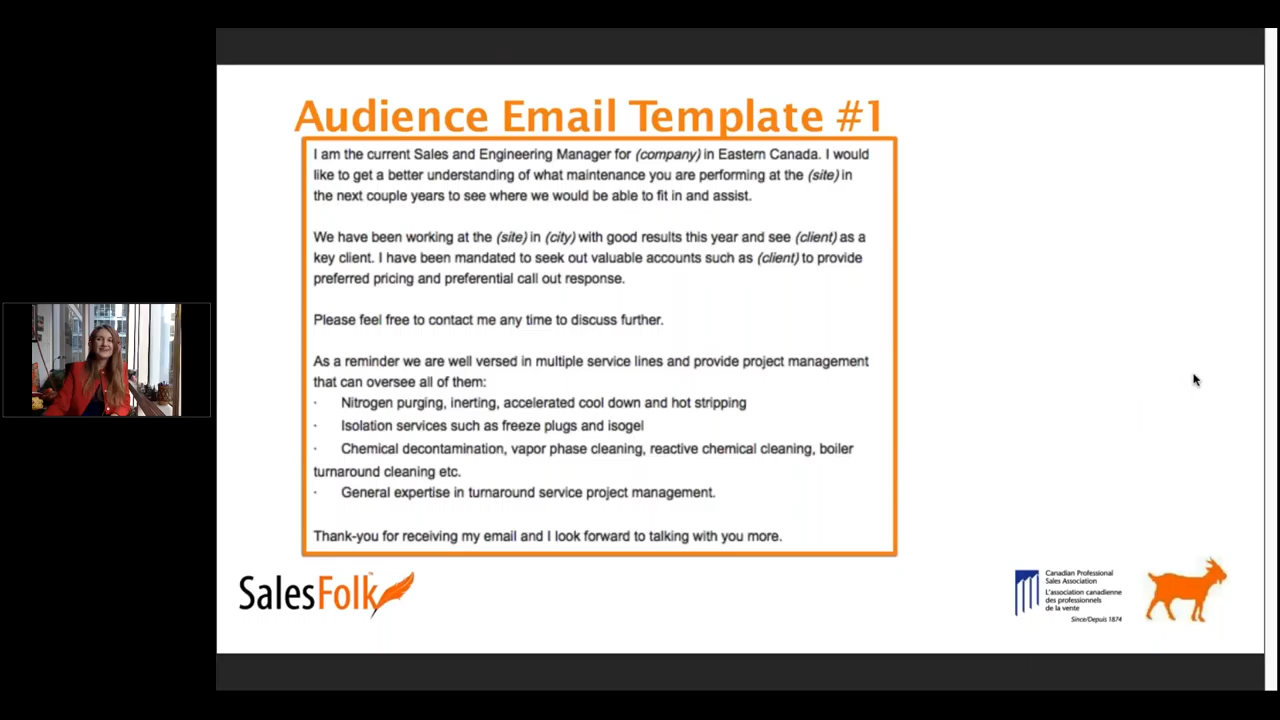 Audience Email Template #1
I am the current Sales and Engineering Manager for (company) in Eastern Canada. I would
like to get a better understanding of what maintenance you are performing at the (site) in
the next couple years to see where we would be able to fit in and assist.
We have been working at the (site) in (city) with good results this year and see (client) as a
key client. I have been mandated to seek out valuable accounts such as (client) to provide
preferred pricing and preferential call out response.
Please feel free to contact me any time to discuss further.
As a reminder we are well versed in multiple service lines and provide project management
that can oversee all of them:
· Nitrogen purging, inerting, accelerated cool down and hot stripping
· Isolation services such as freeze plugs and isogel
· Chemical decontamination, vapor phase cleaning, reactive chemical cleaning, boiler
turnaround cleaning etc.
· General expertise in turnaround service project management.
Thank-you for receiving my email and I look forward to talking with you more.
SalesFolk™
Canadian Professional
Sales Association
L'association canadienne
des professionnels
de la vente
Since/Depuis 1874